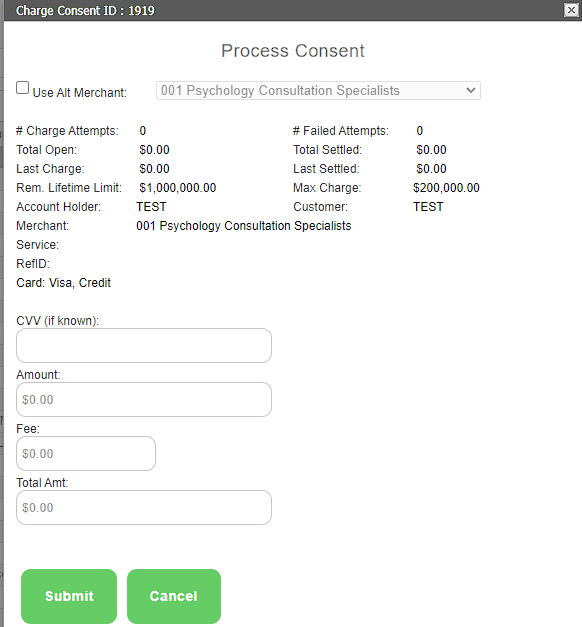 Charge Consent ID : 1919
Process Consent
Use Alt Merchant: 001 Psychology Consultation Specialists
# Charge Attempts: 0 # Failed Attempts: 0
Total Open: $0.00 Total Settled: $0.00
Last Charge: $0.00 Last Settled: $0.00
Rem. Lifetime Limit: $1,000,000.00 Max Charge: $200,000.00
Account Holder: TEST Customer: TEST
Merchant: 001 Psychology Consultation Specialists
Service:
RefID:
Card: Visa, Credit
CVV (if known):
Amount:
$0.00
Fee:
$0.00
Total Amt:
$0.00
Submit Cancel